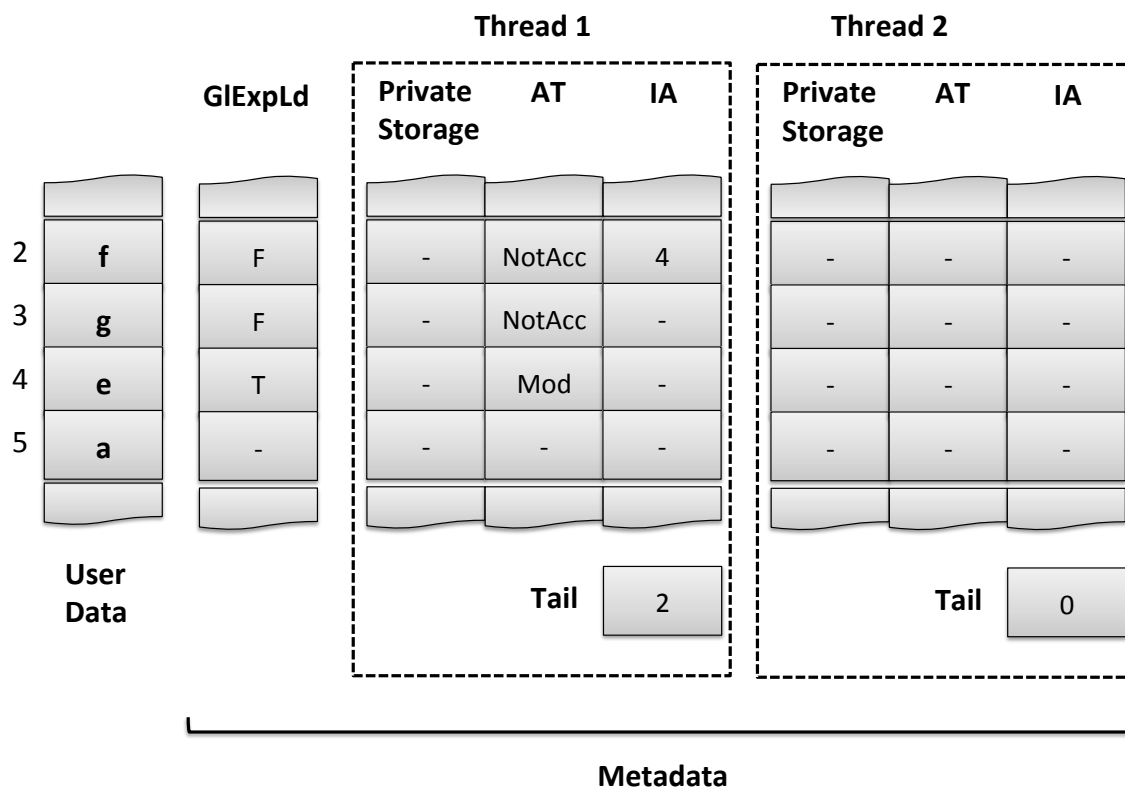 Thread 1 Thread 2
GlExpLd Private Storage AT IA Private Storage AT IA
2 f F - NotAcc 4 - - -
3 g F - NotAcc - - - -
4 e T - Mod - - - -
5 a - - - - - - -
User Data Tail 2 Tail 0
Metadata